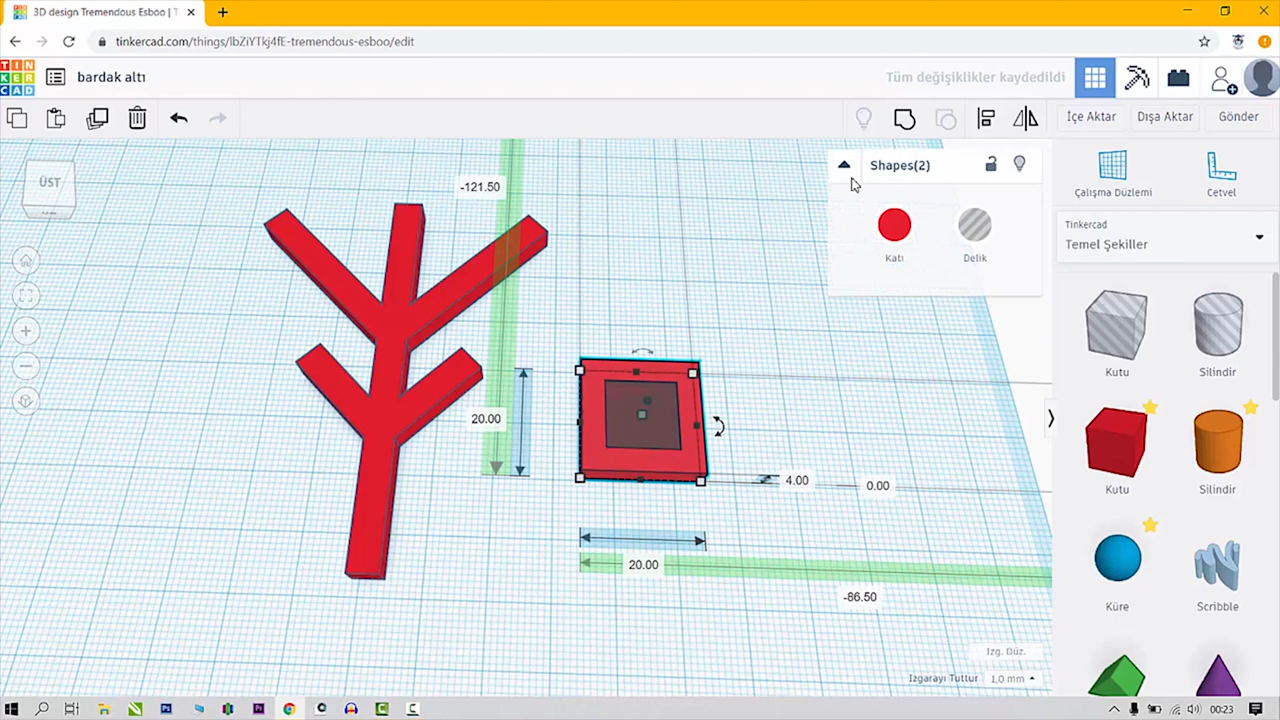 3D design Tremendous Esboo | T
tinkercad.com/things/lbZiYTkj4fE-tremendous-esboo/edit
TIN
KER
CAD
bardak altı
Tüm değişiklikler kaydedildi
İçe Aktar
Dışa Aktar
Gönder
ÜST
-121.50
Shapes(2)
Katı
Delik
Çalışma Düzlemi
Cetvel
Tinkercad
Temel Şekiller
Kutu
Silindir
20.00
4.00
0.00
Kutu
Silindir
20.00
-86.50
Küre
Scribble
Izg. Düz.
Izgarayı Tuttur
1,0 mm
00:23